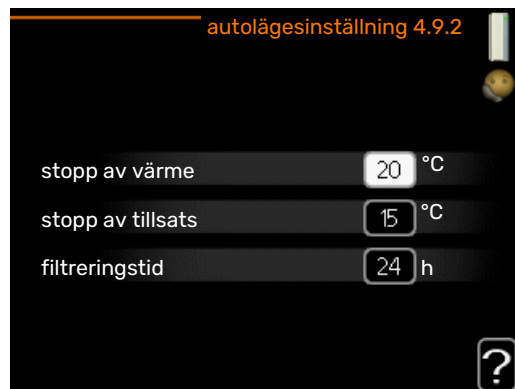 autolägesinställning 4.9.2
stopp av värme 20 °C
stopp av tillsats 15 °C
filtreringstid 24 h
?